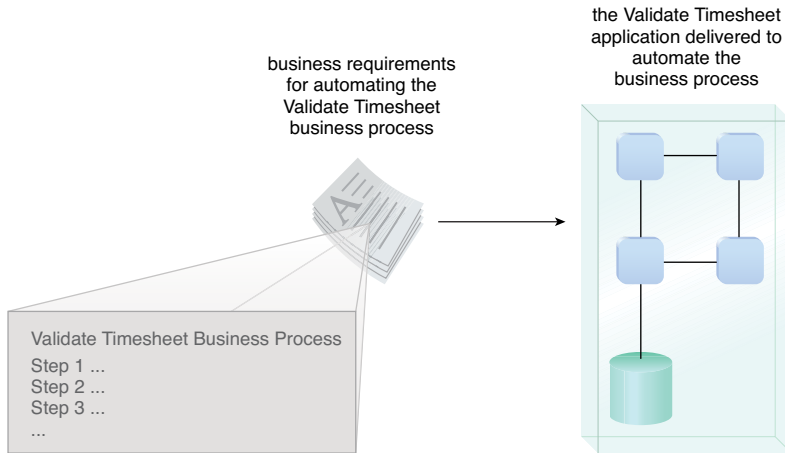 business requirements
for automating the
Validate Timesheet
business process
the Validate Timesheet
application delivered to
automate the
business process
A
Validate Timesheet Business Process
Step 1 ...
Step 2 ...
Step 3 ...
...